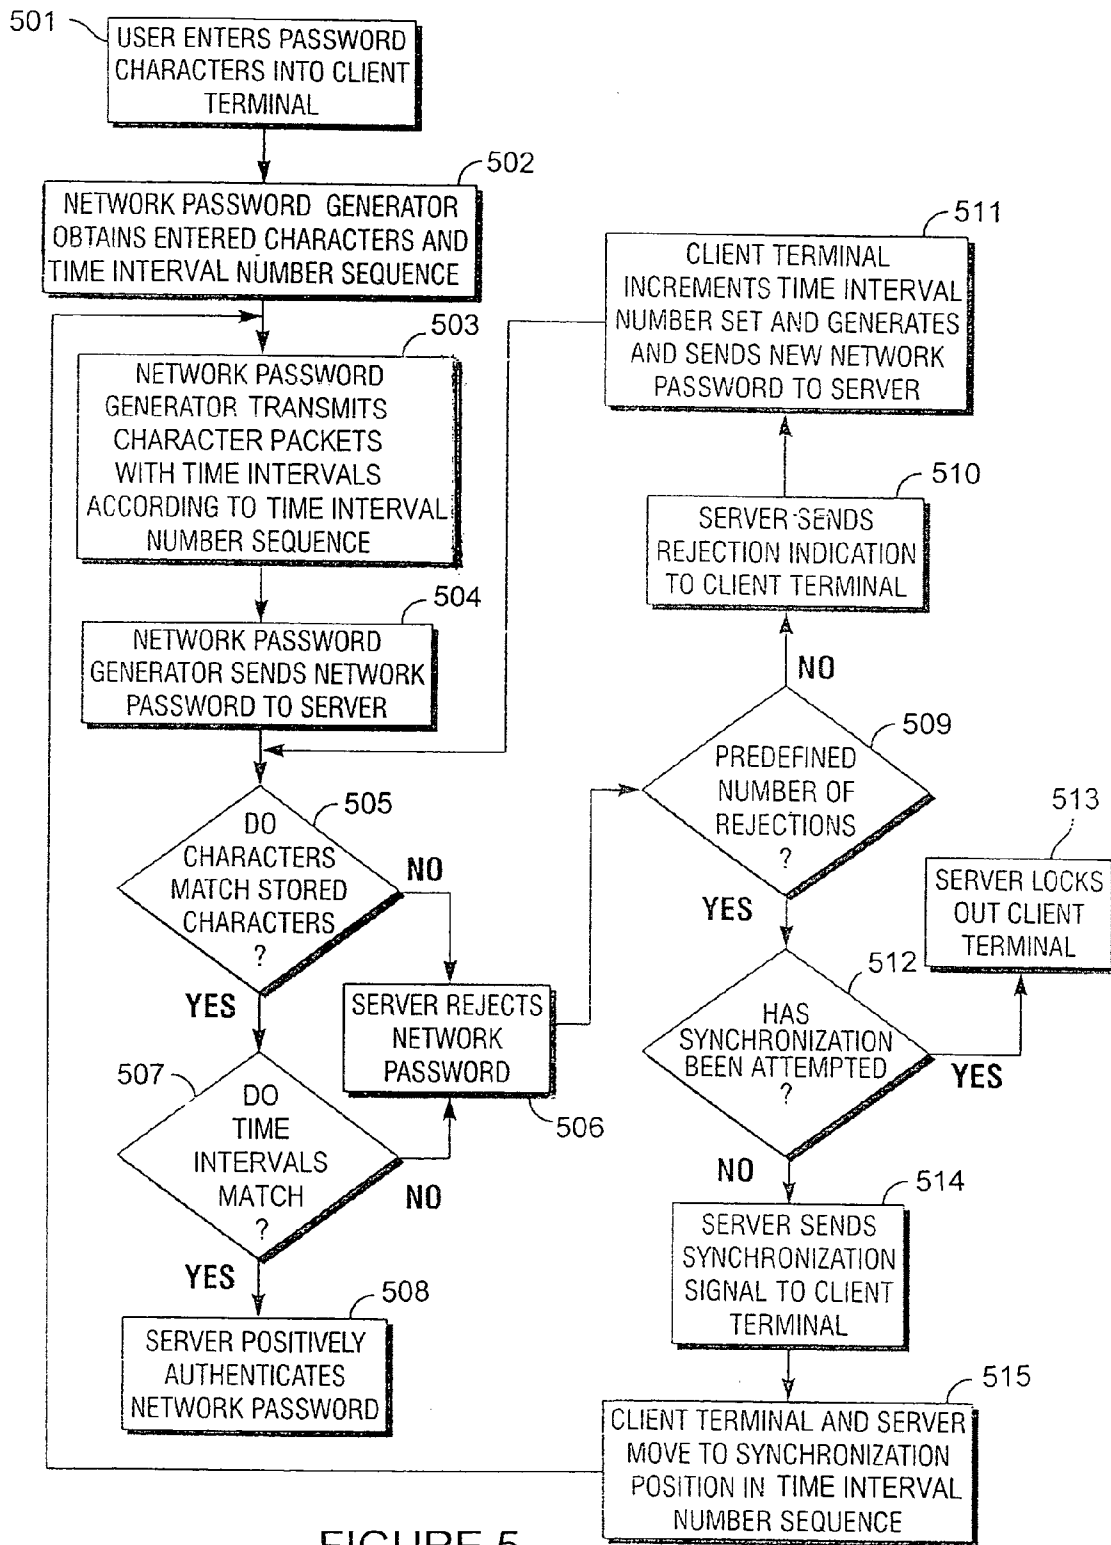 501
USER ENTERS PASSWORD
CHARACTERS INTO CLIENT
TERMINAL
502
NETWORK PASSWORD GENERATOR
OBTAINS ENTERED CHARACTERS AND
TIME INTERVAL NUMBER SEQUENCE
503
NETWORK PASSWORD
GENERATOR TRANSMITS
CHARACTER PACKETS
WITH TIME INTERVALS
ACCORDING TO TIME INTERVAL
NUMBER SEQUENCE
504
NETWORK PASSWORD
GENERATOR SENDS NETWORK
PASSWORD TO SERVER
505
DO
CHARACTERS
MATCH STORED
CHARACTERS
?
NO
YES
SERVER REJECTS
NETWORK
PASSWORD
506
507
DO
TIME
INTERVALS
MATCH
?
NO
YES
508
SERVER POSITIVELY
AUTHENTICATES
NETWORK PASSWORD
511
CLIENT TERMINAL
INCREMENTS TIME INTERVAL
NUMBER SET AND GENERATES
AND SENDS NEW NETWORK
PASSWORD TO SERVER
510
SERVER SENDS
REJECTION INDICATION
TO CLIENT TERMINAL
NO
509
PREDEFINED
NUMBER OF
REJECTIONS
?
YES
513
SERVER LOCKS
OUT CLIENT
TERMINAL
512
HAS
SYNCHRONIZATION
BEEN ATTEMPTED
?
YES
NO
514
SERVER SENDS
SYNCHRONIZATION
SIGNAL TO CLIENT
TERMINAL
515
CLIENT TERMINAL AND SERVER
MOVE TO SYNCHRONIZATION
POSITION IN TIME INTERVAL
NUMBER SEQUENCE
FIGURE 5